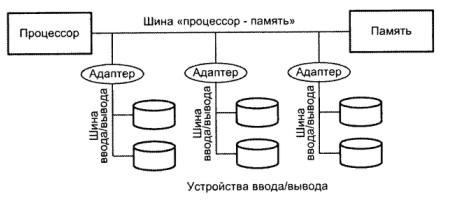 Шина «процессор - память»
Процессор
Память
Адаптер
Адаптер
Адаптер
Шина
ввода/вывода
Шина
ввода/вывода
Шина
ввода/вывода
Устройства ввода/вывода